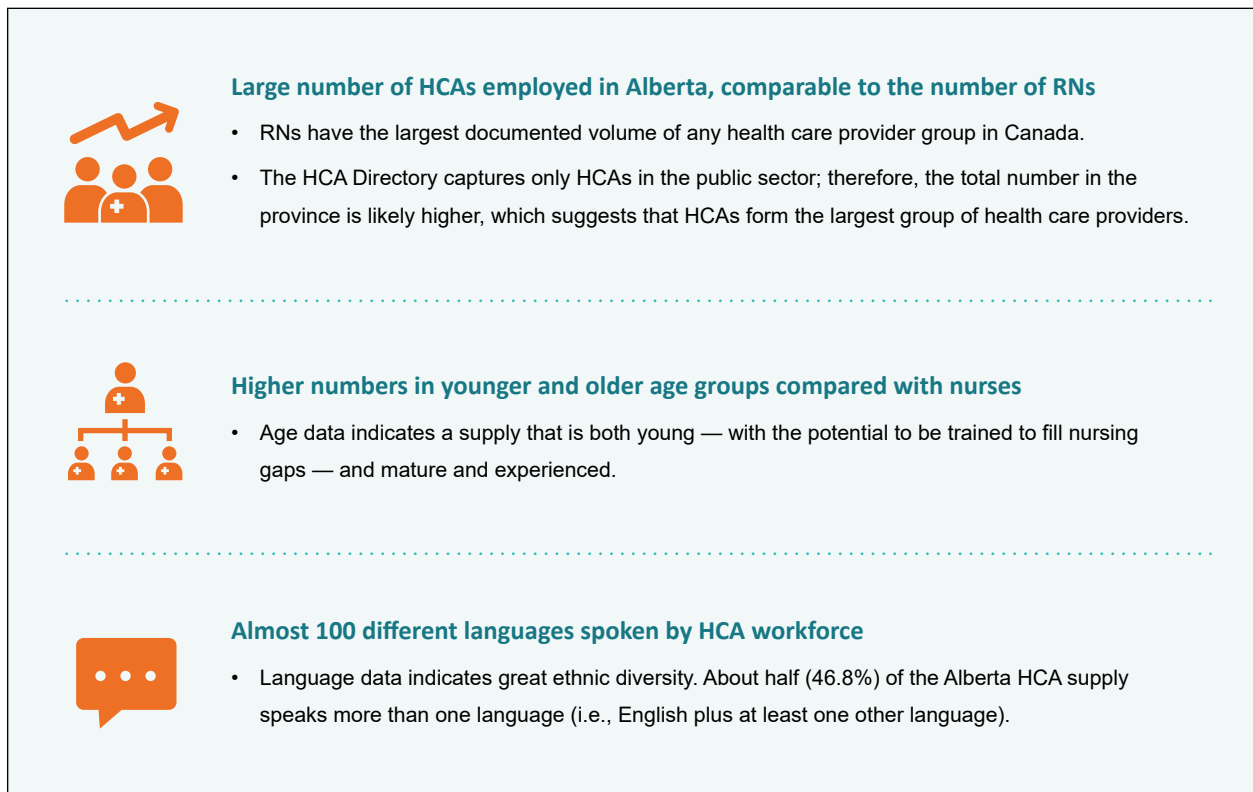 Large number of HCAs employed in Alberta, comparable to the number of RNs
• RNs have the largest documented volume of any health care provider group in Canada.
• The HCA Directory captures only HCAs in the public sector; therefore, the total number in the
province is likely higher, which suggests that HCAs form the largest group of health care providers.
Higher numbers in younger and older age groups compared with nurses
• Age data indicates a supply that is both young — with the potential to be trained to fill nursing
gaps — and mature and experienced.
Almost 100 different languages spoken by HCA workforce
• Language data indicates great ethnic diversity. About half (46.8%) of the Alberta HCA supply
speaks more than one language (i.e., English plus at least one other language).